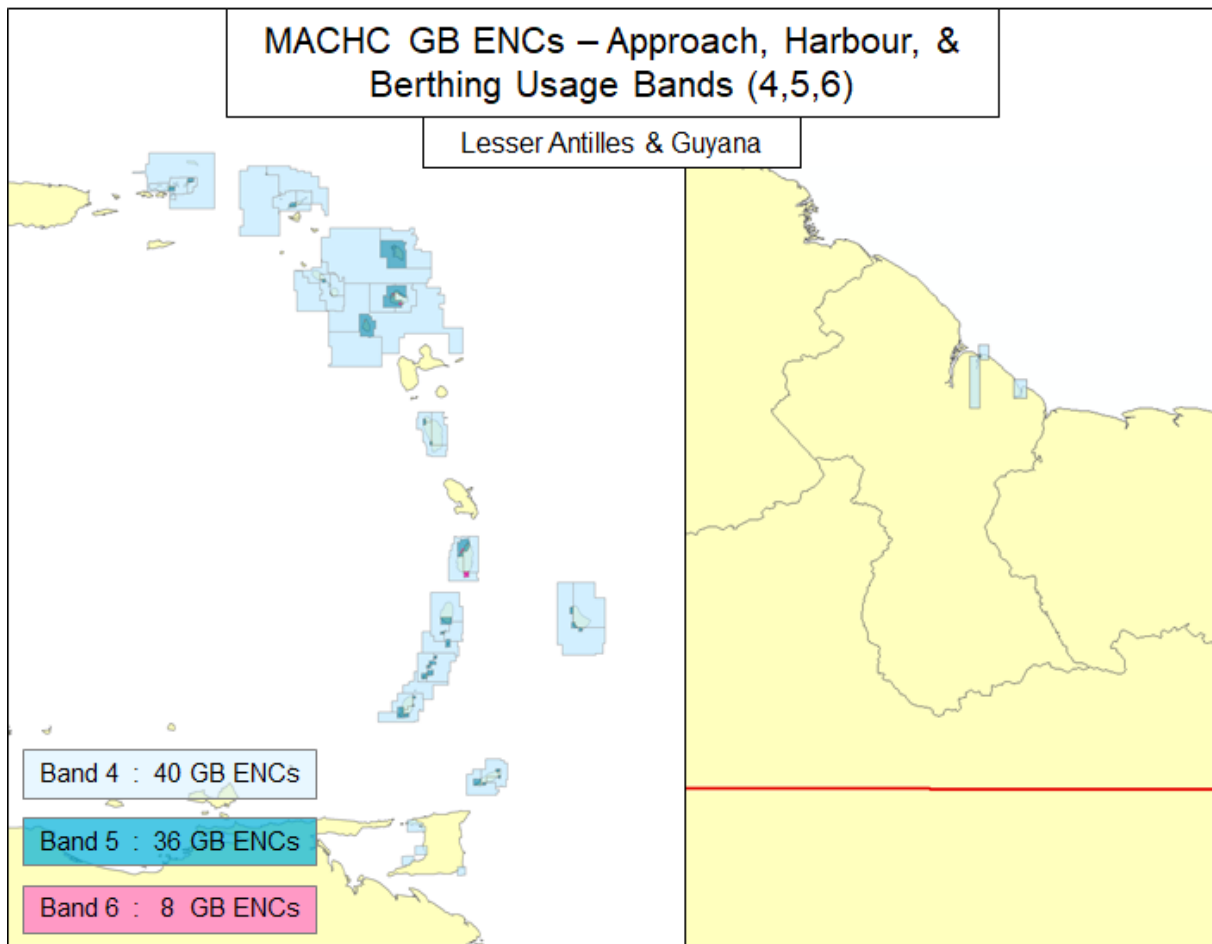 MACHC GB ENCs – Approach, Harbour, &
Berthing Usage Bands (4,5,6)
Lesser Antilles & Guyana
Band 4 : 40 GB ENCs
Band 5 : 36 GB ENCs
Band 6 : 8 GB ENCs